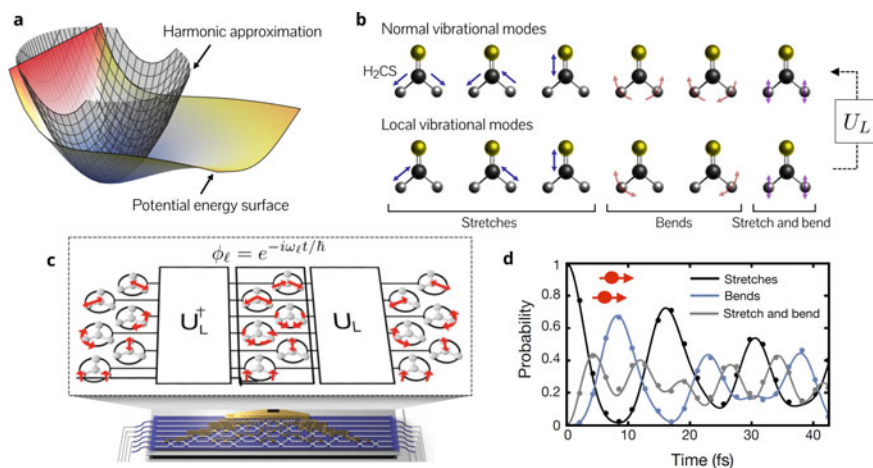 a
Harmonic approximation
Potential energy surface
b
Normal vibrational modes
H₂CS
Local vibrational modes
U_L
Stretches
Bends
Stretch and bend
c
ϕ_ℓ = e^{-iω_ℓ t/ħ}
U_L^†
U_L
d
Stretches
Bends
Stretch and bend
Probability
1
0.8
0.6
0.4
0.2
0
0 10 20 30 40
Time (fs)